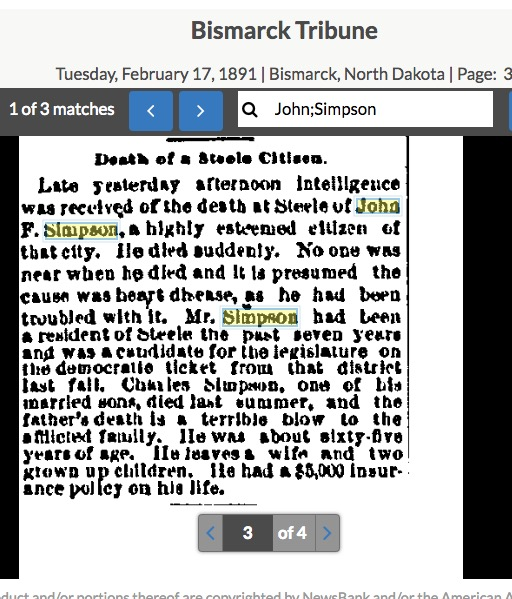 Bismarck Tribune
Tuesday, February 17, 1891 | Bismarck, North Dakota | Page: 3
1 of 3 matches
John;Simpson
Death of a Steele Citizen.
Late yesterday afternoon intelligence
was received of the death at Steele of John
F. Simpson, a highly esteemed citizen of
that city. He died suddenly. No one was
near when he died and it is presumed the
cause was heart disease, as he had been
troubled with it. Mr. Simpson had been
a resident of Steele the past seven years
and was a candidate for the legislature on
the democratic ticket from that district
last fall. Charles Simpson, one of his
married sons, died last summer, and the
father's death is a terrible blow to the
afflicted family. He was about sixty-five
years of age. He leaves a wife and two
grown up children. He had a $5,000 insur-
ance policy on his life.
3 of 4
duct and/or portions thereof are copyrighted by NewsBank and/or the American A